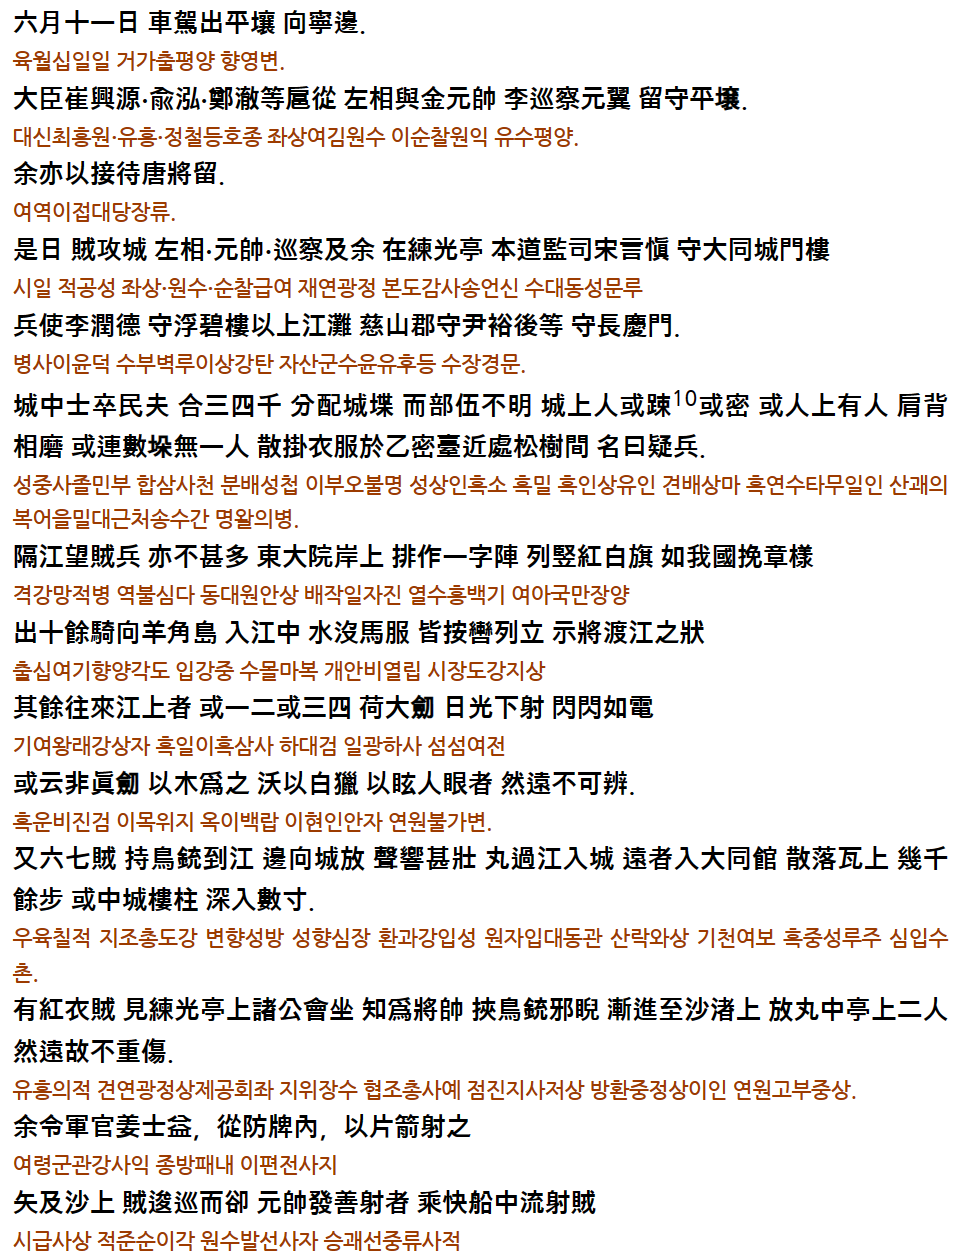 六月十一日 車駕出平壤 向寧邊.
육월십일일 거가출평양 향영변.
大臣崔興源·兪泓·鄭澈等扈從 左相與金元帥 李巡察元翼 留守平壤.
대신최흥원·유홍·정철등호종 좌상여김원수 이순찰원익 유수평양.
余亦以接待唐將留.
여역이접대당장류.
是日 賊攻城 左相·元帥·巡察及余 在練光亭 本道監司宋言愼 守大同城門樓
시일 적공성 좌상·원수·순찰급여 재연광정 본도감사송언신 수대동성문루
兵使李潤德 守浮碧樓以上江灘 慈山郡守尹裕後等 守長慶門.
병사이윤덕 수부벽루이상강탄 자산군수윤유후등 수장경문.
城中士卒民夫 合三四千 分配城堞 而部伍不明 城上人或踈10或密 或人上有人 肩背
相磨 或連數垛無一人 散掛衣服於乙密臺近處松樹間 名曰疑兵.
성중사졸민부 합삼사천 분배성첩 이부오불명 성상인혹소 혹밀 혹인상유인 견배상마 혹연수타무일인 산괘의
복어을밀대근처송수간 명왈의병.
隔江望賊兵 亦不甚多 東大院岸上 排作一字陣 列竪紅白旗 如我國挽章樣
격강망적병 역불심다 동대원안상 배작일자진 열수홍백기 여아국만장양
出十餘騎向羊角島 入江中 水沒馬服 皆按轡列立 示將渡江之狀
출십여기향양각도 입강중 수몰마복 개안비열립 시장도강지상
其餘往來江上者 或一二或三四 荷大劒 日光下射 閃閃如電
기여왕래강상자 혹일이혹삼사 하대검 일광하사 섬섬여전
或云非眞劒 以木爲之 沃以白獵 以眩人眼者 然遠不可辨.
혹운비진검 이목위지 옥이백랍 이현인안자 연원불가변.
又六七賊 持鳥銃到江 邊向城放 聲響甚壯 丸過江入城 遠者入大同館 散落瓦上 幾千
餘步 或中城樓柱 深入數寸.
우육칠적 지조총도강 변향성방 성향심장 환과강입성 원자입대동관 산락와상 기천여보 혹중성루주 심입수
촌.
有紅衣賊 見練光亭上諸公會坐 知爲將帥 挾鳥銃邪睨 漸進至沙渚上 放丸中亭上二人
然遠故不重傷.
유홍의적 견연광정상제공회좌 지위장수 협조총사예 점진지사저상 방환중정상이인 연원고부중상.
余令軍官姜士益, 從防牌內, 以片箭射之
여령군관강사익 종방패내 이편전사지
矢及沙上 賊逡巡而卻 元帥發善射者 乘快船中流射賊
시급사상 적준순이각 원수발선사자 승쾌선중류사적